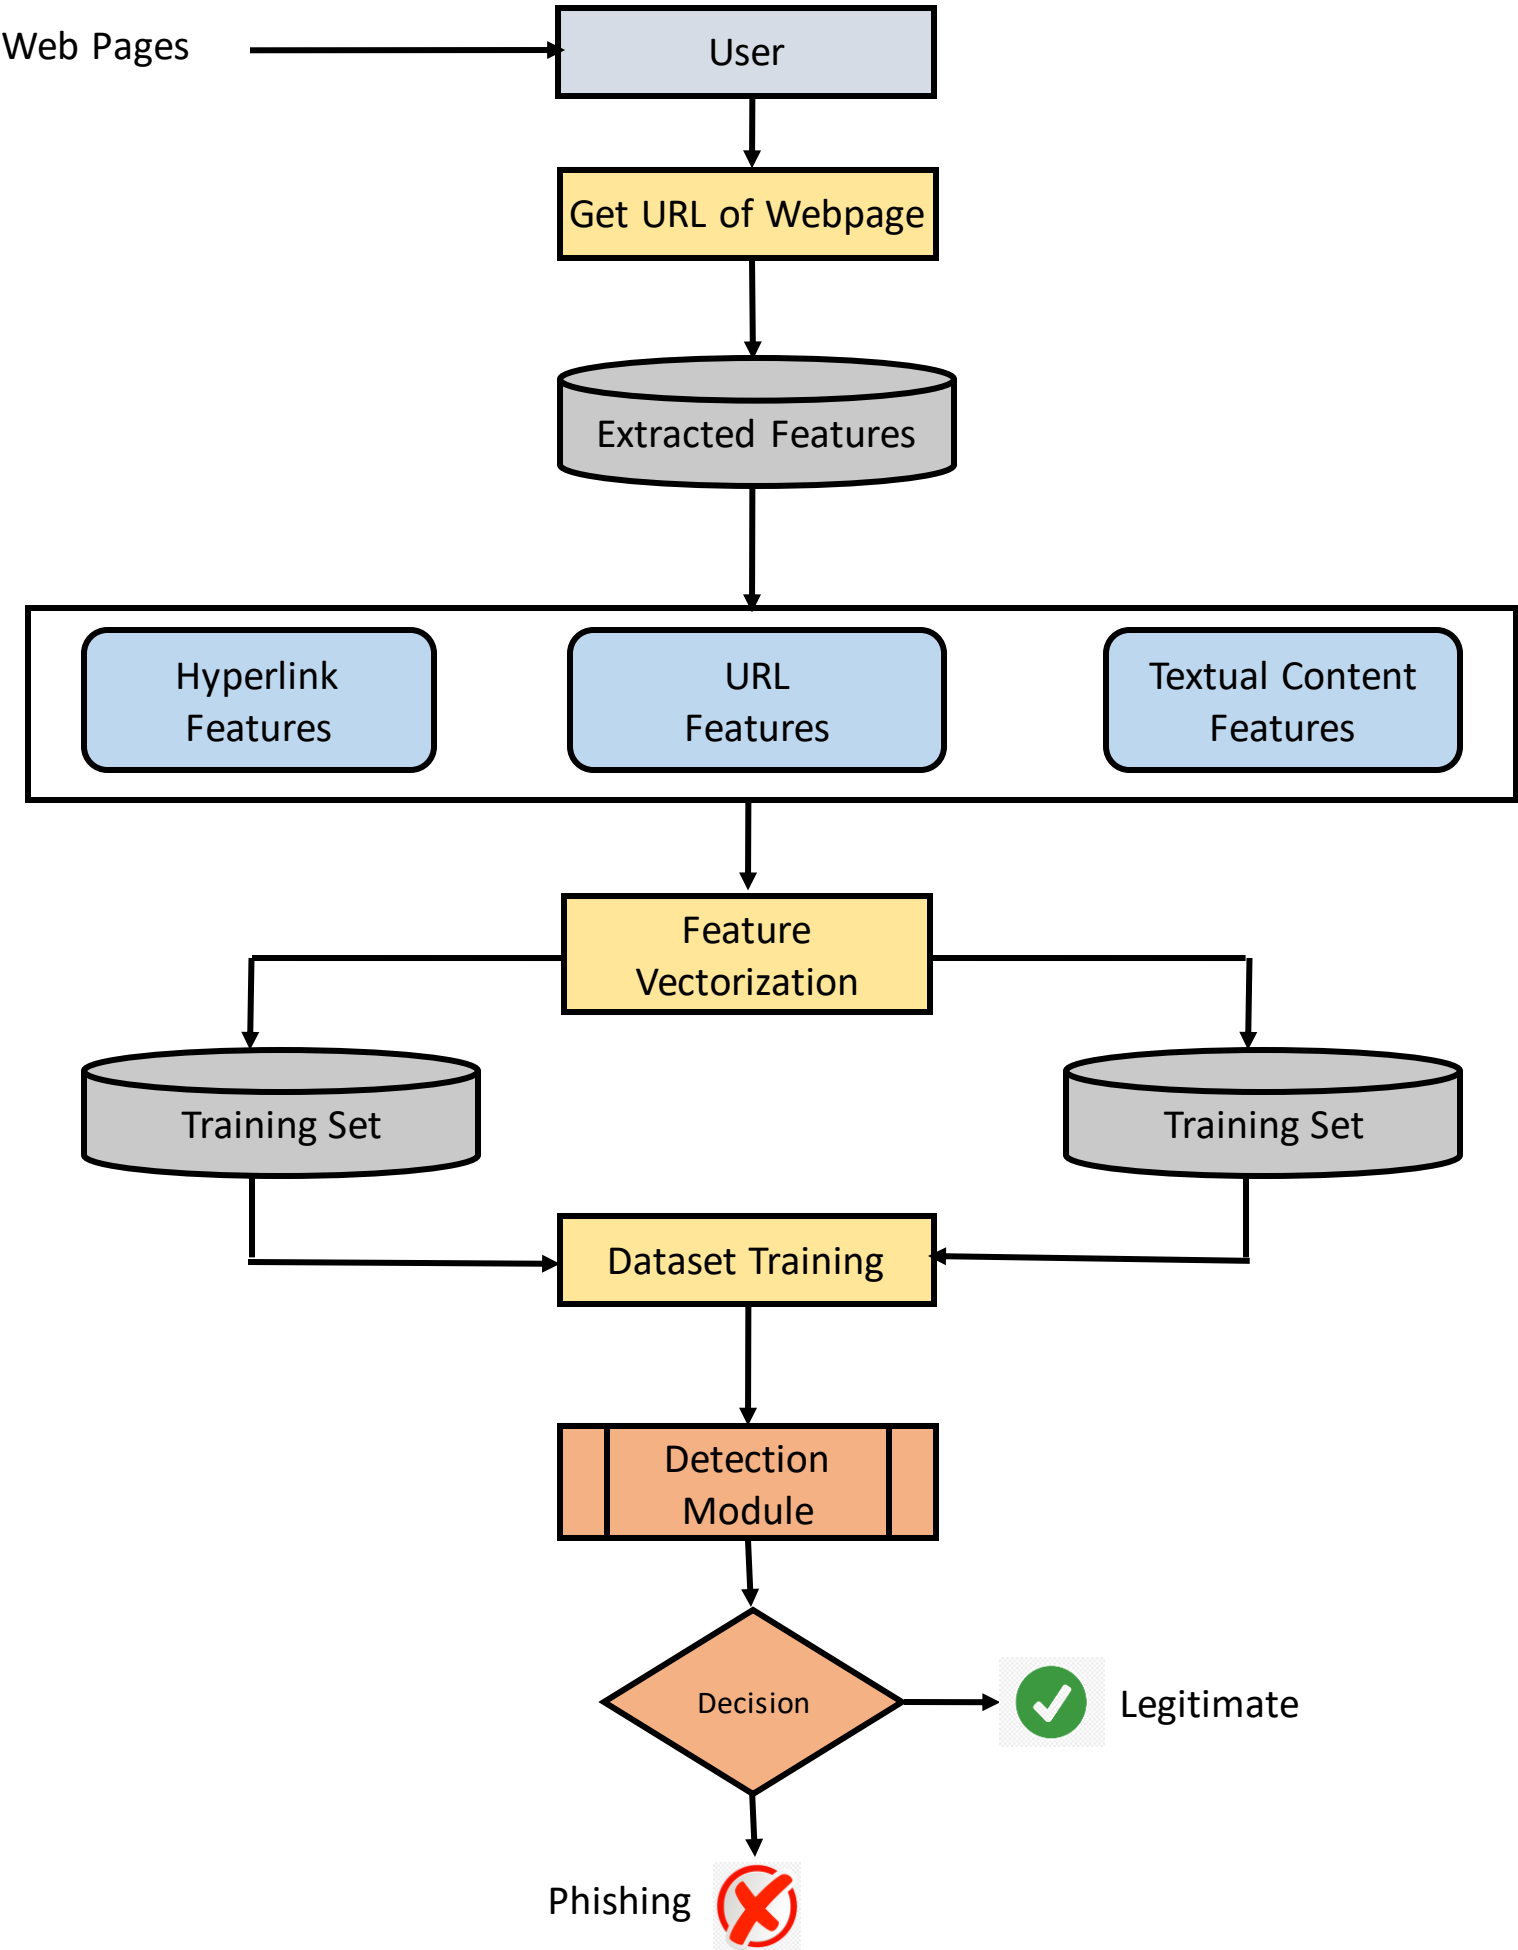 Web Pages
User
Get URL of Webpage
Extracted Features
Hyperlink
Features
URL
Features
Textual Content
Features
Feature
Vectorization
Training Set
Training Set
Dataset Training
Detection
Module
Decision
Legitimate
Phishing